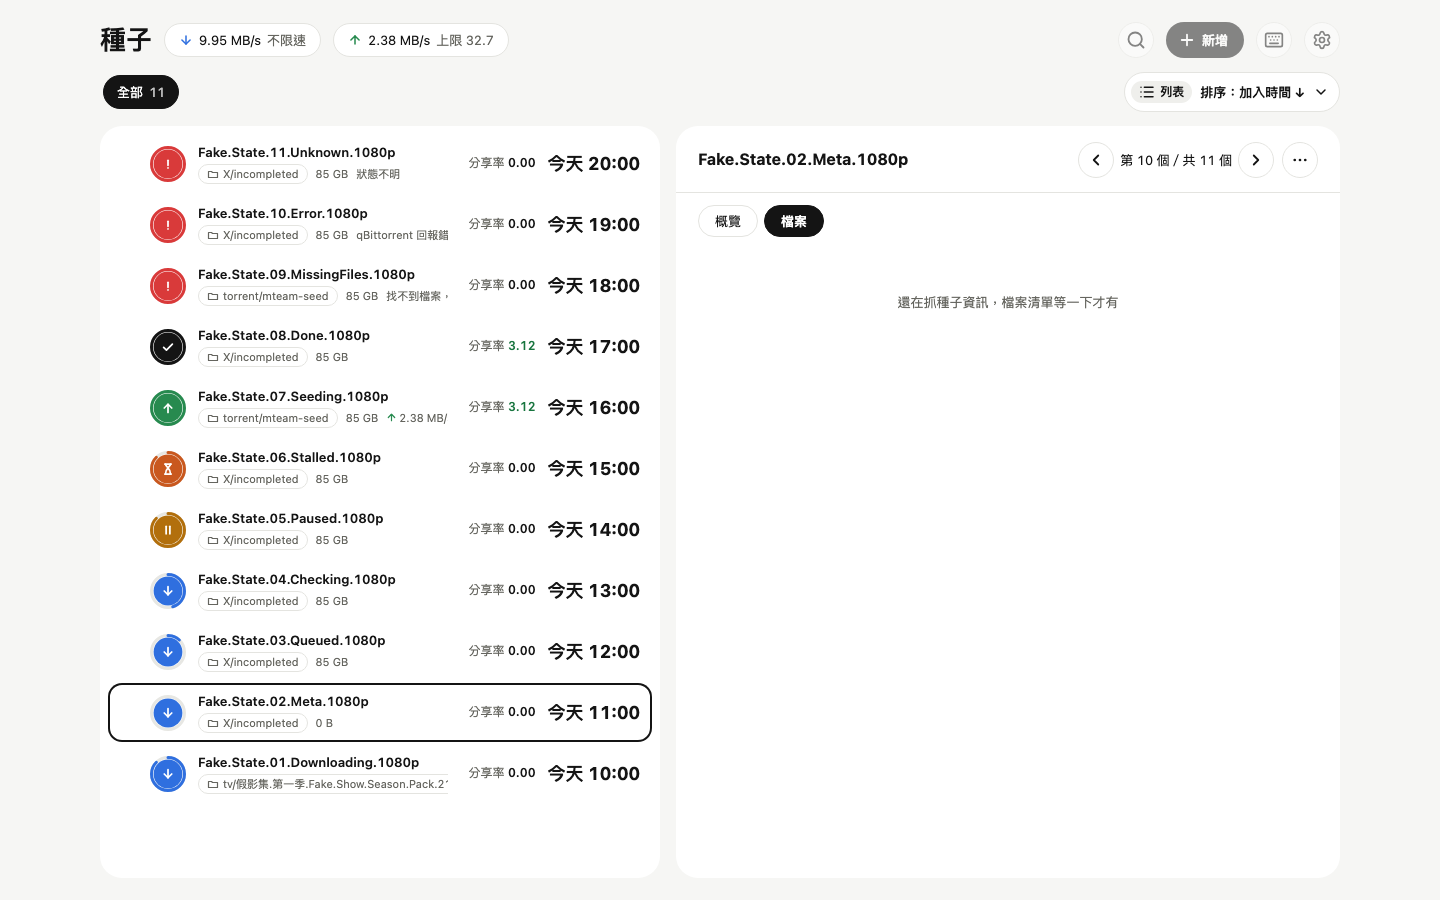 種子
9.95 MB/s 不限速
2.38 MB/s 上限 32.7
新增
全部 11
列表
排序：加入時間
Fake.State.11.Unknown.1080p
X/incompleted 85 GB 狀態不明
分享率 0.00 今天 20:00
Fake.State.10.Error.1080p
X/incompleted 85 GB qBittorrent 回報錯
分享率 0.00 今天 19:00
Fake.State.09.MissingFiles.1080p
torrent/mteam-seed 85 GB 找不到檔案，
分享率 0.00 今天 18:00
Fake.State.08.Done.1080p
X/incompleted 85 GB
分享率 3.12 今天 17:00
Fake.State.07.Seeding.1080p
torrent/mteam-seed 85 GB 2.38 MB/
分享率 3.12 今天 16:00
Fake.State.06.Stalled.1080p
X/incompleted 85 GB
分享率 0.00 今天 15:00
Fake.State.05.Paused.1080p
X/incompleted 85 GB
分享率 0.00 今天 14:00
Fake.State.04.Checking.1080p
X/incompleted 85 GB
分享率 0.00 今天 13:00
Fake.State.03.Queued.1080p
X/incompleted 85 GB
分享率 0.00 今天 12:00
Fake.State.02.Meta.1080p
X/incompleted 0 B
分享率 0.00 今天 11:00
Fake.State.01.Downloading.1080p
tv/假影集.第一季.Fake.Show.Season.Pack.2
分享率 0.00 今天 10:00
Fake.State.02.Meta.1080p
第 10 個 / 共 11 個
概覽
檔案
還在抓種子資訊，檔案清單等一下才有